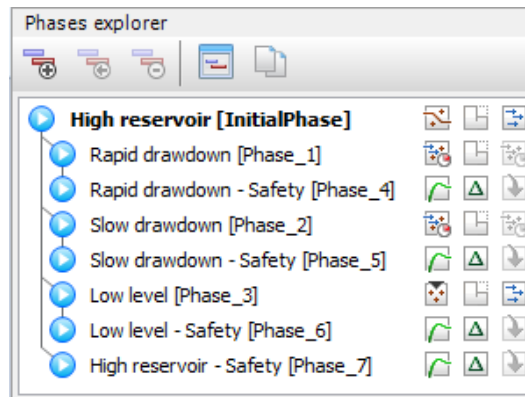 Phases explorer
High reservoir [InitialPhase]
Rapid drawdown [Phase_1]
Rapid drawdown - Safety [Phase_4]
Slow drawdown [Phase_2]
Slow drawdown - Safety [Phase_5]
Low level [Phase_3]
Low level - Safety [Phase_6]
High reservoir - Safety [Phase_7]